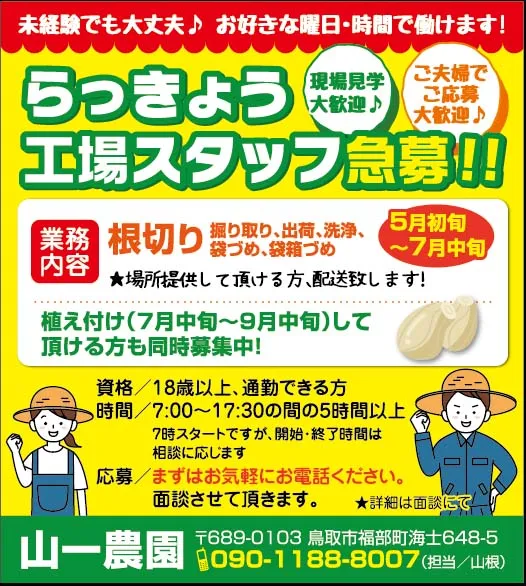 未経験でも大丈夫♪ お好きな曜日・時間で働けます!
現場見学
大歓迎♪
ご夫婦で
ご応募
大歓迎♪
らっきょう
工場スタッフ急募!!
業務
内容
根切り
掘り取り、出荷、洗浄、
袋づめ、袋箱づめ
5月初旬
～7月中旬
★場所提供して頂ける方、配送致します!
植え付け(7月中旬～9月中旬)して
頂ける方も同時募集中!
資格／18歳以上、通勤できる方
時間／7:00～17:30の間の5時間以上
7時スタートですが、開始・終了時間は
相談に応じます
応募／まずはお気軽にお電話ください。
面談させて頂きます。
★詳細は面談にて
山一農園
〒689-0103 鳥取市福部町海士648-5
090-1188-8007(担当／山根)